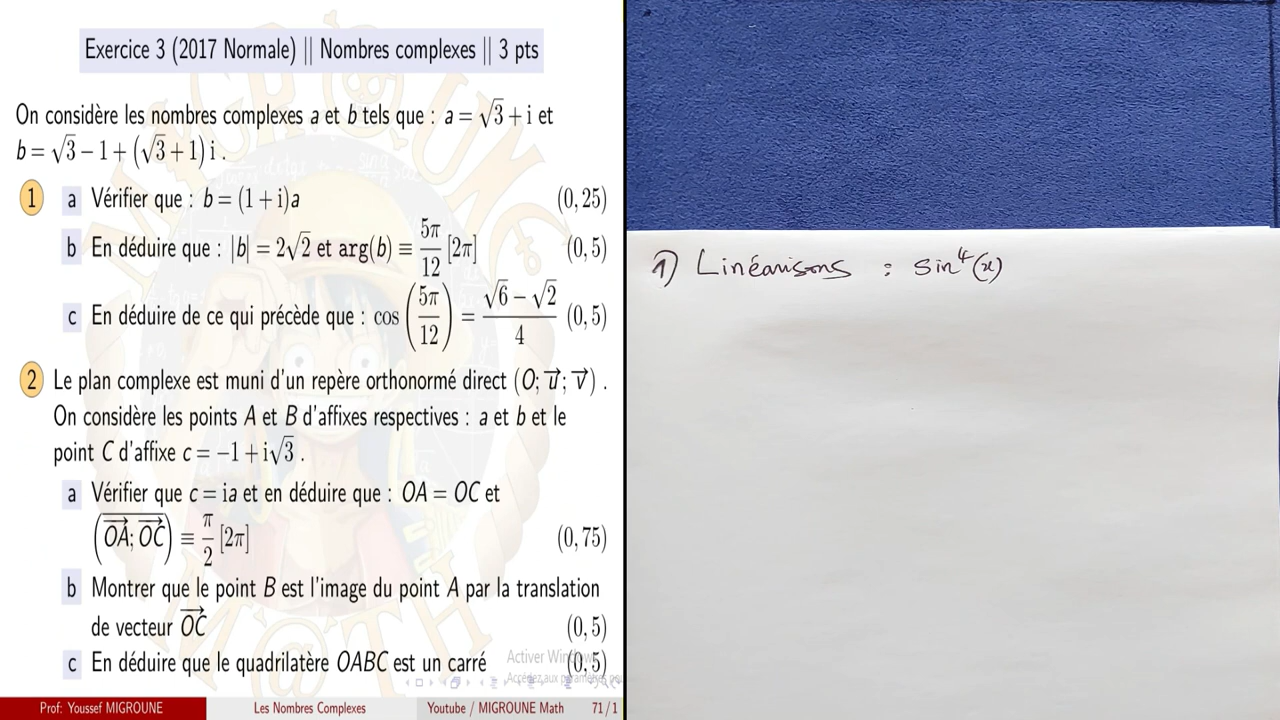 Exercice 3 (2017 Normale) || Nombres complexes || 3 pts
On considère les nombres complexes a et b tels que : a = √3 + i et
b = √3 − 1 + (√3 + 1) i .
1 a Vérifier que : b = (1 + i)a (0, 25)
b En déduire que : |b| = 2√2 et arg(b) ≡ 5π/12 [2π] (0, 5)
c En déduire de ce qui précède que : cos (5π/12) = (√6 − √2)/4 (0, 5)
2 Le plan complexe est muni d'un repère orthonormé direct (O; u⃗; v⃗) .
On considère les points A et B d'affixes respectives : a et b et le
point C d'affixe c = −1 + i√3 .
a Vérifier que c = ia et en déduire que : OA = OC et
(OA⃗; OC⃗) ≡ π/2 [2π] (0, 75)
b Montrer que le point B est l'image du point A par la translation
de vecteur OC⃗ (0, 5)
c En déduire que le quadrilatère OABC est un carré (0, 5)
Activer Windows
Accédez aux paramètres
Prof: Youssef MIGROUNE Les Nombres Complexes Youtube / MIGROUNE Math 71 / 1
1) Linéarisons : sin⁴(x)